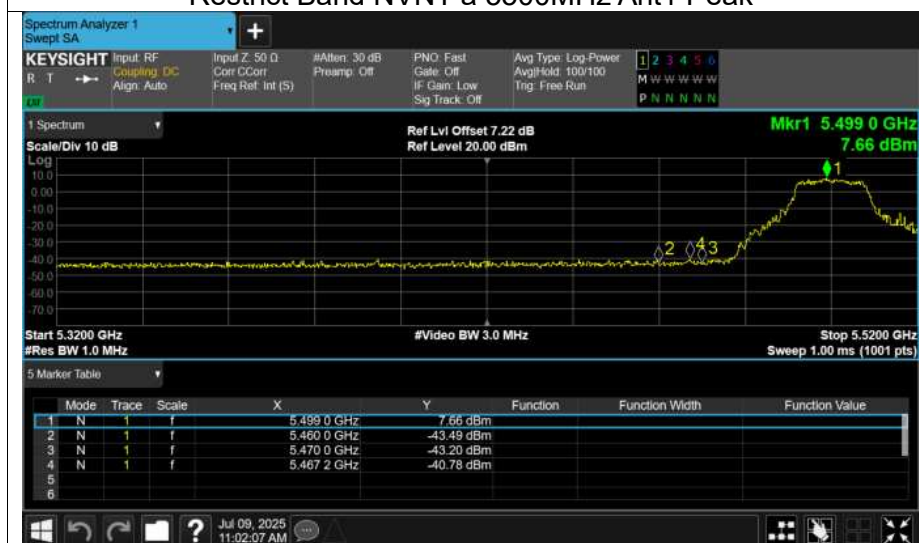 Restrict Band NVNT a 5500MHz Ant1 Peak
Spectrum Analyzer 1
Swept SA
+
KEYSIGHT Input: RF Input Z: 50 Ω #Atten: 30 dB PNO: Fast Avg Type: Log-Power 1 2 3 4 5 6
R T Coupling: DC Corr CCorr Preamp: Off Gate: Off Avg|Hold: 100/100 M W W W W W
Align: Auto Freq Ref: Int (S) IF Gain: Low Trig: Free Run
Sig Track: Off P N N N N N
1 Spectrum Ref Lvl Offset 7.22 dB Mkr1 5.499 0 GHz
Scale/Div 10 dB Ref Level 20.00 dBm 7.66 dBm
Log
10.0
0.00
-10.0
-20.0
-30.0
-40.0
-50.0
-60.0
-70.0
1
2 4 3
Start 5.3200 GHz #Video BW 3.0 MHz Stop 5.5200 GHz
#Res BW 1.0 MHz Sweep 1.00 ms (1001 pts)
5 Marker Table
Mode Trace Scale X Y Function Function Width Function Value
1 N 1 f 5.499 0 GHz 7.66 dBm
2 N 1 f 5.460 0 GHz -43.49 dBm
3 N 1 f 5.470 0 GHz -43.20 dBm
4 N 1 f 5.467 2 GHz -40.78 dBm
5
6
? Jul 09, 2025
11:02:07 AM